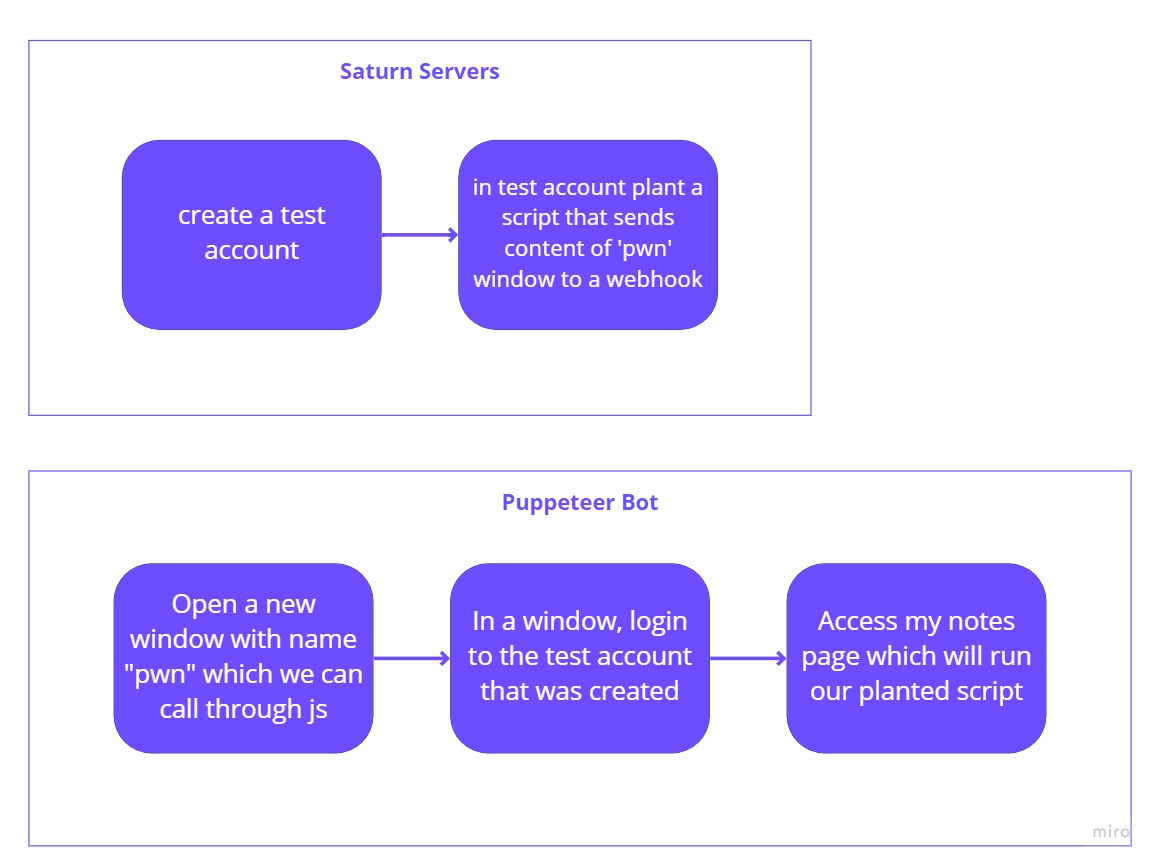 Saturn Servers
create a test
account
in test account plant a
script that sends
content of 'pwn'
window to a webhook
Puppeteer Bot
Open a new
window with name
"pwn" which we can
call through js
In a window, login
to the test account
that was created
Access my notes
page which will run
our planted script
miro